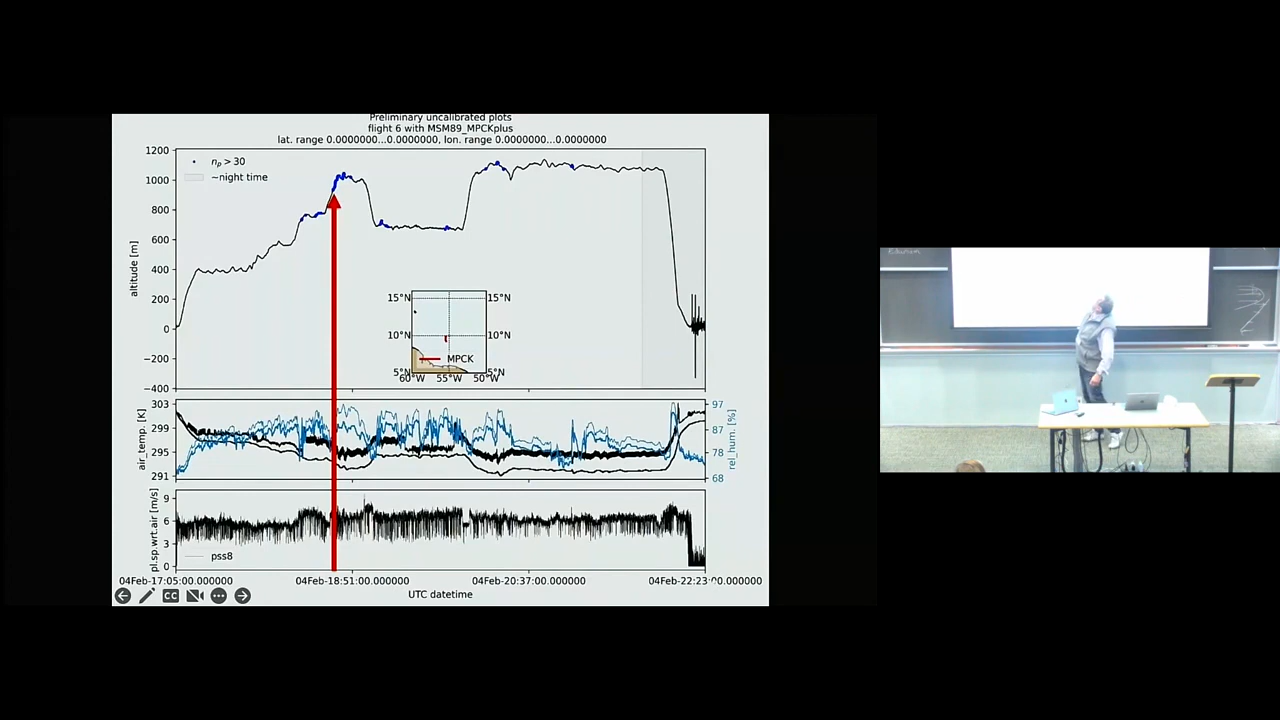 Preliminary uncalibrated plots
flight 6 with MSM89_MPCKplus
lat. range 0.0000000...0.0000000, lon. range 0.0000000...0.0000000
1200
1000
800
600
400
200
0
−200
−400
altitude [m]
n_p > 30
~night time
15°N 15°N
10°N 10°N
5°N 5°N
60°W 55°W 50°W
MPCK
303
299
295
291
air_temp. [K]
97
87
78
68
rel_hum. [%]
9
6
3
0
pl.sp.wrt.air [m/s]
pss8
04Feb-17:05:00.000000 04Feb-18:51:00.000000 04Feb-20:37:00.000000 04Feb-22:23:00.000000
UTC datetime
CC